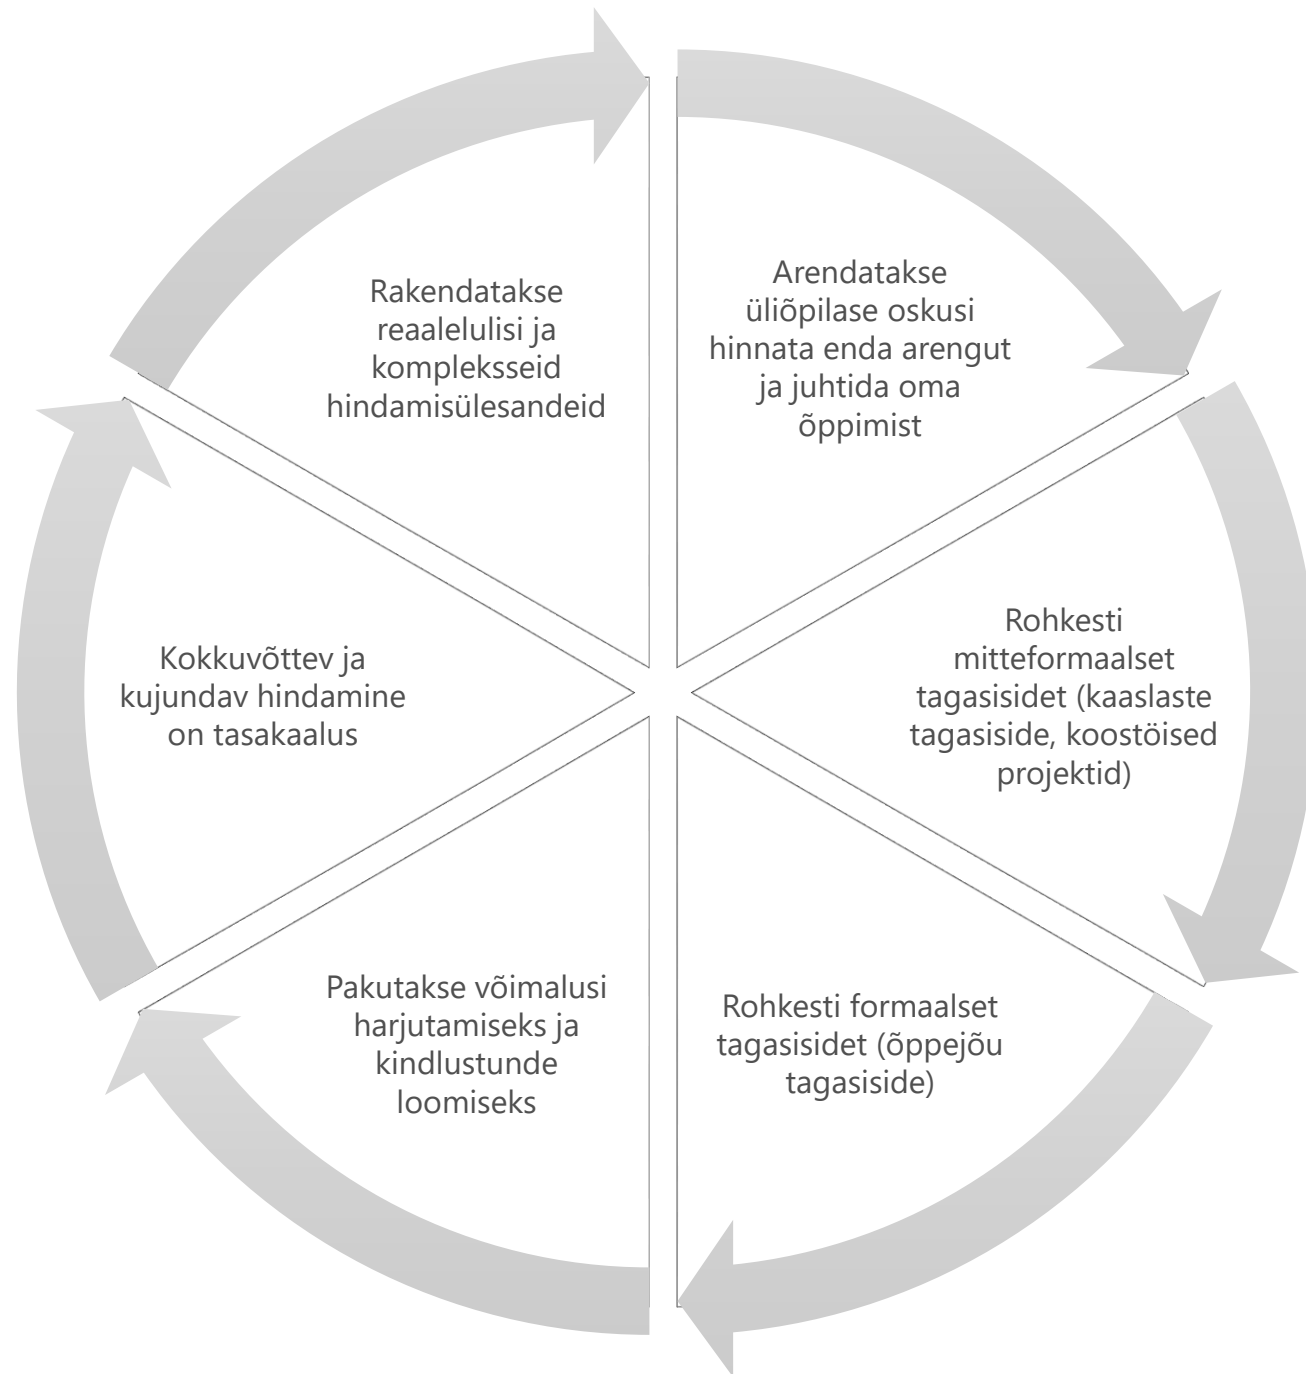 Rakendatakse
reaalelulisi ja
kompleksseid
hindamisülesandeid
Arendatakse
üliõpilase oskusi
hinnata enda arengut
ja juhtida oma
õppimist
Rohkesti
mitteformaalset
tagasisidet (kaaslaste
tagasiside, koostöised
projektid)
Rohkesti formaalset
tagasisidet (õppejõu
tagasiside)
Pakutakse võimalusi
harjutamiseks ja
kindlustunde
loomiseks
Kokkuvõttev ja
kujundav hindamine
on tasakaalus